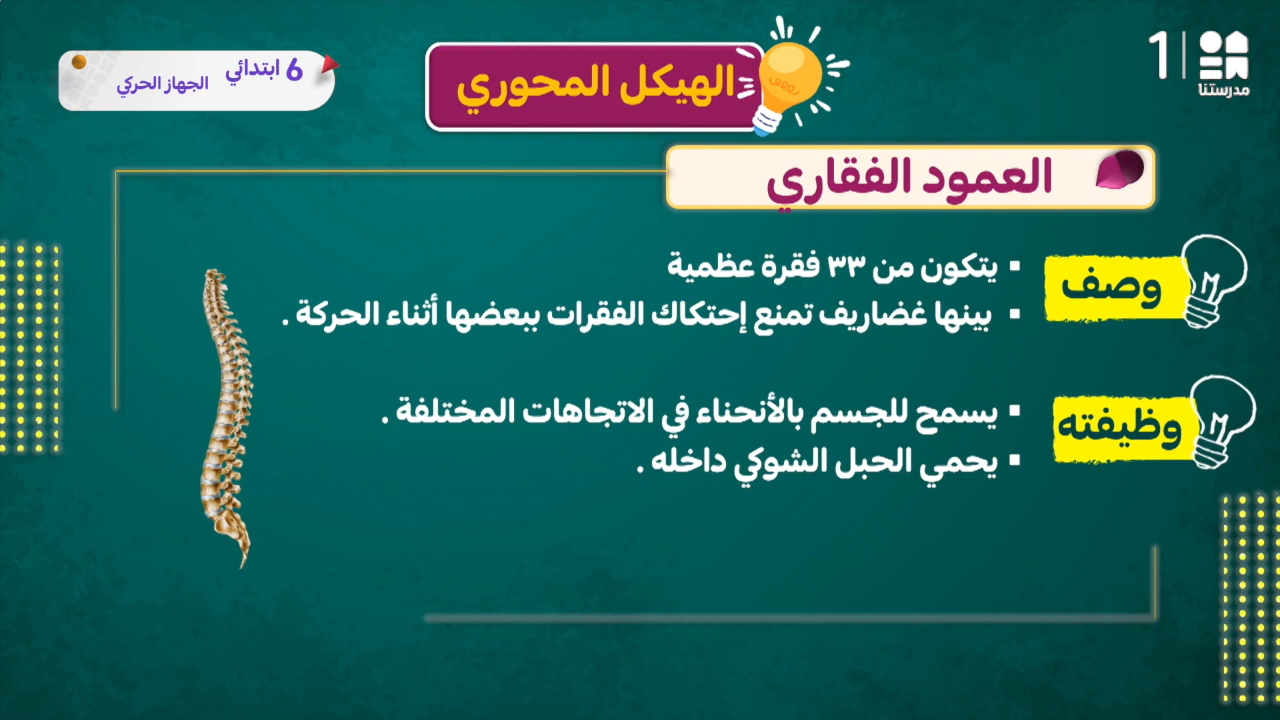 1
مدرستنا
الهيكل المحوري
6 ابتدائي
الجهاز الحركي
العمود الفقاري
وصف
▪ يتكون من ٣٣ فقرة عظمية
▪ بينها غضاريف تمنع إحتكاك الفقرات ببعضها أثناء الحركة .
وظيفته
▪ يسمح للجسم بالأنحناء في الاتجاهات المختلفة .
▪ يحمي الحبل الشوكي داخله .